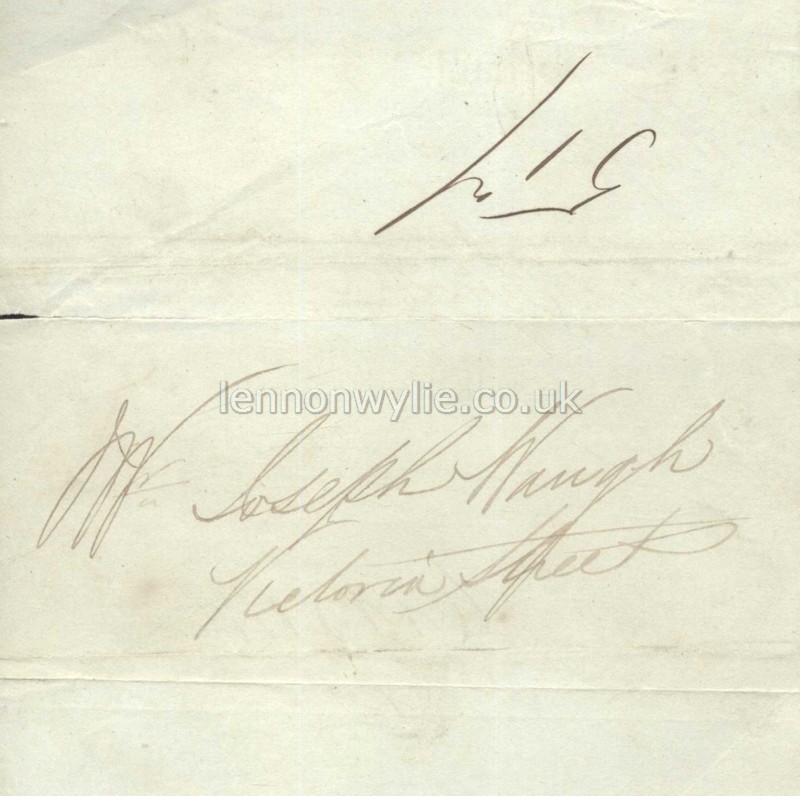 lennonwylie.co.uk
Mr Joseph Waugh
Victoria Street